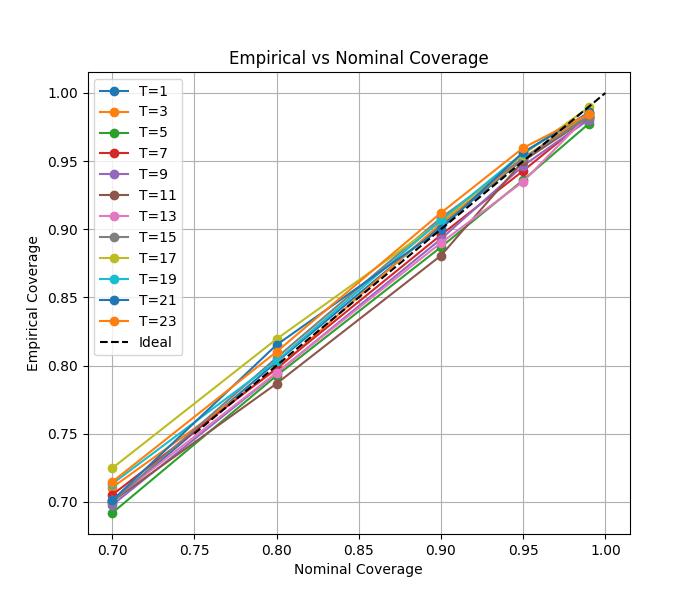 Empirical vs Nominal Coverage
1.00
0.95
0.90
0.85
0.80
0.75
0.70
Empirical Coverage
T=1
T=3
T=5
T=7
T=9
T=11
T=13
T=15
T=17
T=19
T=21
T=23
Ideal
0.70 0.75 0.80 0.85 0.90 0.95 1.00
Nominal Coverage